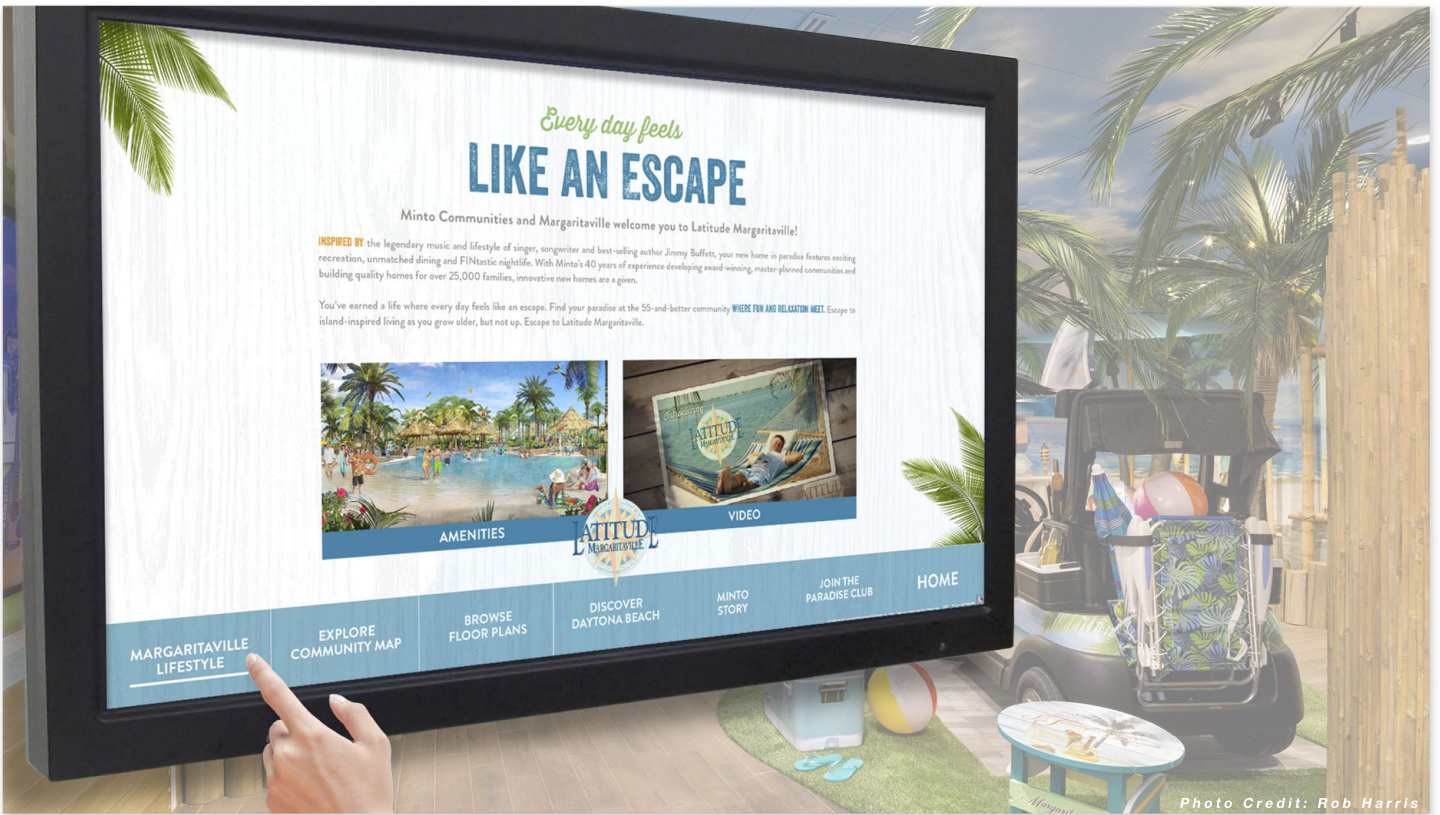 Every day feels
LIKE AN ESCAPE
Minto Communities and Margaritaville welcome you to Latitude Margaritaville!
INSPIRED BY the legendary music and lifestyle of singer, songwriter and best-selling author Jimmy Buffett, your new home in paradise features exciting
recreation, unmatched dining and FINtastic nightlife. With Minto's 40 years of experience developing award-winning, master-planned communities and
building quality homes for over 25,000 families, innovative new homes are a given.
You've earned a life where every day feels like an escape. Find your paradise at the 55-and-better community WHERE FUN AND RELAXATION MEET. Escape to
island-inspired living as you grow older, but not up. Escape to Latitude Margaritaville.
Introducing
LATITUDE
MARGARITAVILLE
LATITUDE
AMENITIES
VIDEO
LATITUDE
MARGARITAVILLE
MARGARITAVILLE
LIFESTYLE
EXPLORE
COMMUNITY MAP
BROWSE
FLOOR PLANS
DISCOVER
DAYTONA BEACH
MINTO
STORY
JOIN THE
PARADISE CLUB
HOME
Photo Credit: Rob Harris